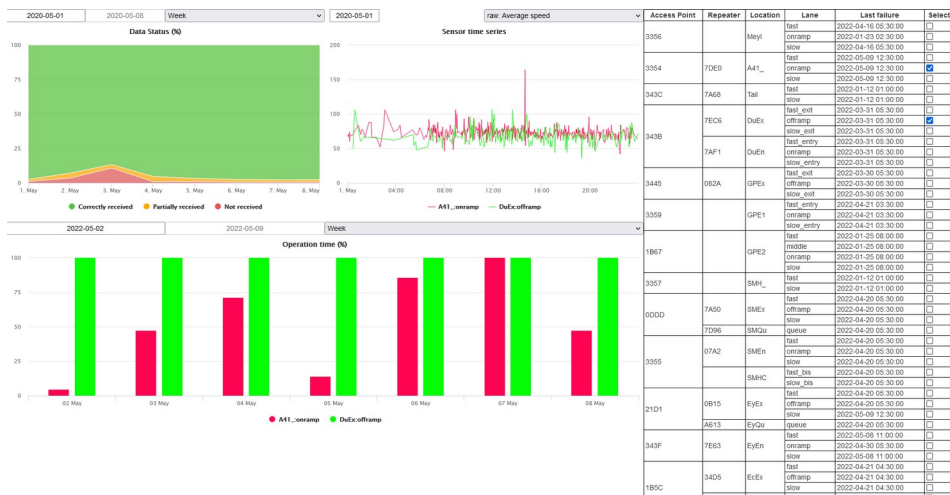 2020-05-01 2020-05-08 Week 2020-05-01 raw: Average speed
Data Status (%)
100
75
50
25
0
1. May 2. May 3. May 4. May 5. May 6. May 7. May 8. May
Correctly received Partially received Not received
Sensor time series
200
150
100
50
0
1. May 04:00 08:00 12:00 16:00 20:00
A41_:onramp DuEx:offramp
2022-05-02 2022-05-09 Week
Operation time (%)
100
75
50
25
0
02 May 03 May 04 May 05 May 06 May 07 May 08 May
A41_:onramp DuEx:offramp
Access Point Repeater Location Lane Last failure Select
3356 Meyl
fast 2022-04-16 05:30:00
onramp 2022-01-23 02:30:00
slow 2022-04-16 05:30:00
3354 7DE0 A41_
fast 2022-05-09 12:30:00
onramp 2022-05-09 12:30:00
slow 2022-05-09 12:30:00
343C 7A68 Tail
fast 2022-01-12 01:00:00
slow 2022-01-12 01:00:00
343B
7EC6 DuEx
fast_exit 2022-03-31 05:30:00
offramp 2022-03-31 05:30:00
slow_exit 2022-03-31 05:30:00
7AF1 DuEn
fast_entry 2022-03-31 05:30:00
onramp 2022-03-31 05:30:00
slow_entry 2022-03-31 05:30:00
3445 082A GPEx
fast_exit 2022-03-30 05:30:00
offramp 2022-03-30 05:30:00
slow_exit 2022-03-30 05:30:00
3359 GPE1
fast_entry 2022-04-21 03:30:00
onramp 2022-04-21 03:30:00
slow_entry 2022-04-21 03:30:00
1B67 GPE2
fast 2022-01-25 08:00:00
middle 2022-01-25 08:00:00
onramp 2022-01-25 08:00:00
slow 2022-01-25 08:00:00
3357 SMH_
fast 2022-01-12 01:00:00
slow 2022-01-12 01:00:00
0DDD
7A50 SMEx
fast 2022-04-20 05:30:00
offramp 2022-04-20 05:30:00
slow 2022-04-20 05:30:00
7D96 SMQu queue 2022-04-20 05:30:00
3355
07A2 SMEn
fast 2022-04-20 05:30:00
onramp 2022-04-20 05:30:00
slow 2022-04-20 05:30:00
SMHC
fast_bis 2022-04-20 05:30:00
slow_bis 2022-04-20 05:30:00
21D1
0B15 EyEx
fast 2022-04-20 05:30:00
offramp 2022-04-20 05:30:00
slow 2022-05-09 12:30:00
A613 EyQu queue 2022-04-20 05:30:00
343F 7E63 EyEn
fast 2022-05-08 11:00:00
onramp 2022-04-30 05:30:00
slow 2022-05-08 11:00:00
1B5C
34D5 EcEx
fast 2022-04-21 04:30:00
offramp 2022-04-21 04:30:00
slow 2022-04-21 04:30:00